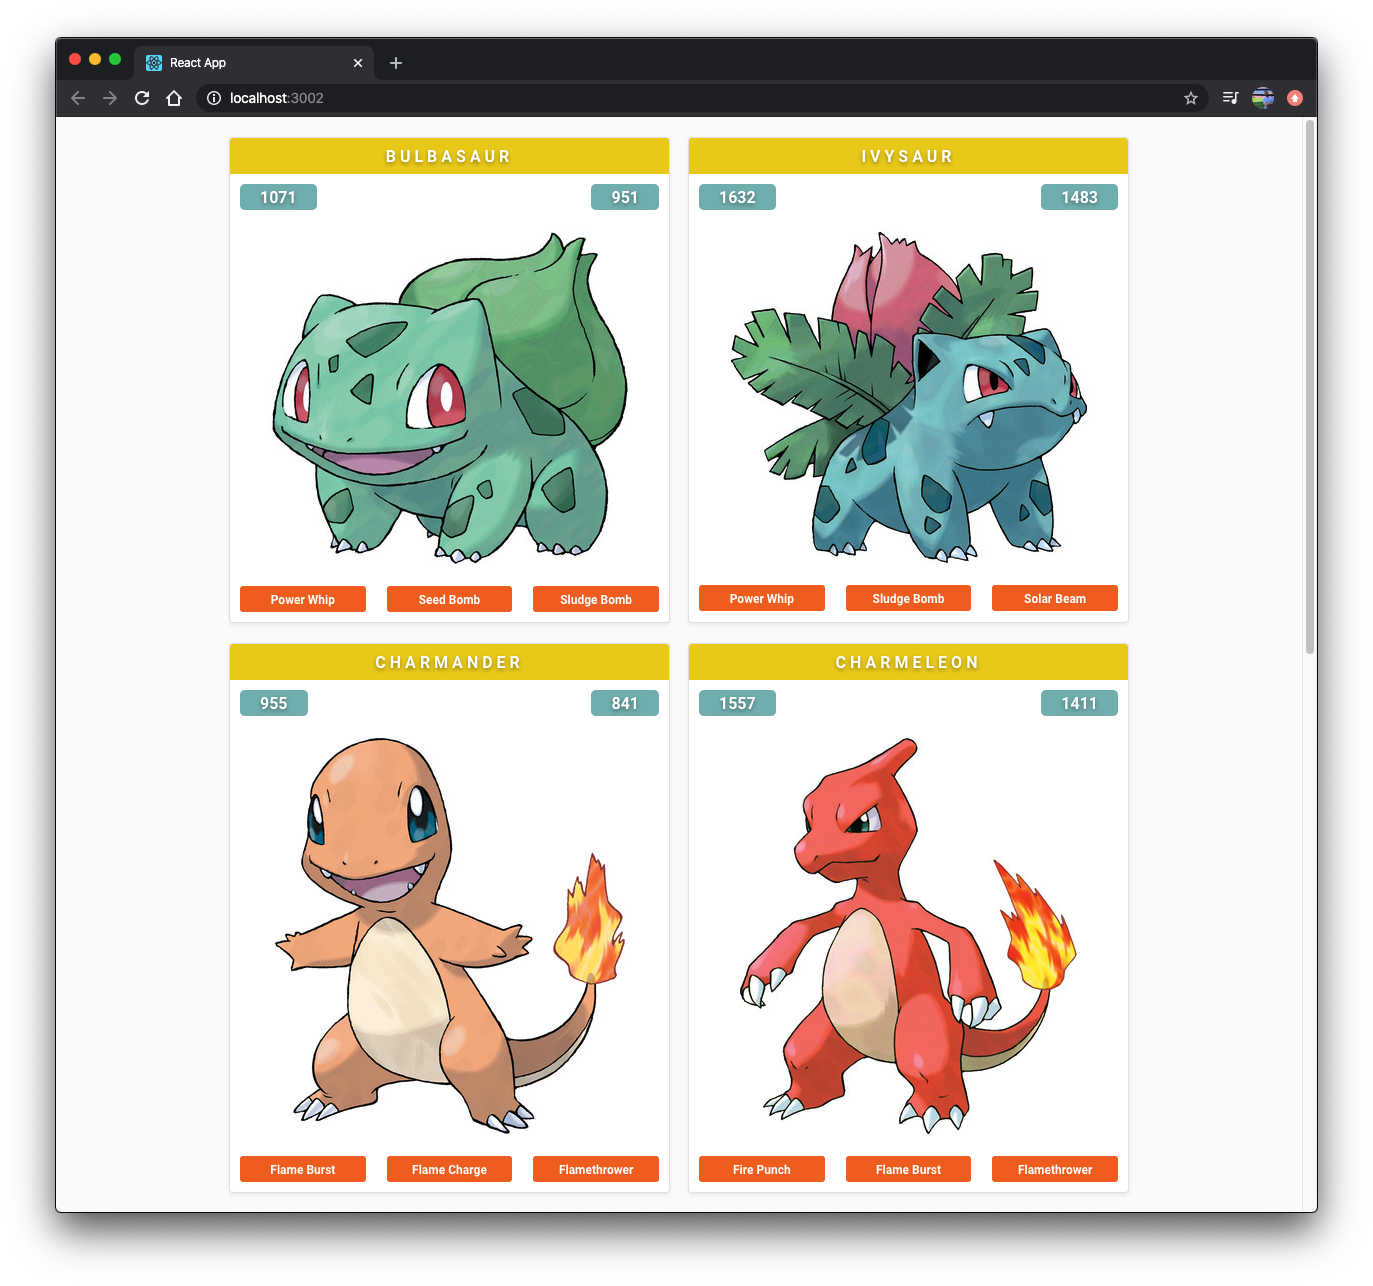 React App
localhost:3002
BULBASAUR
1071 951
Power Whip Seed Bomb Sludge Bomb
IVYSAUR
1632 1483
Power Whip Sludge Bomb Solar Beam
CHARMANDER
955 841
Flame Burst Flame Charge Flamethrower
CHARMELEON
1557 1411
Fire Punch Flame Burst Flamethrower